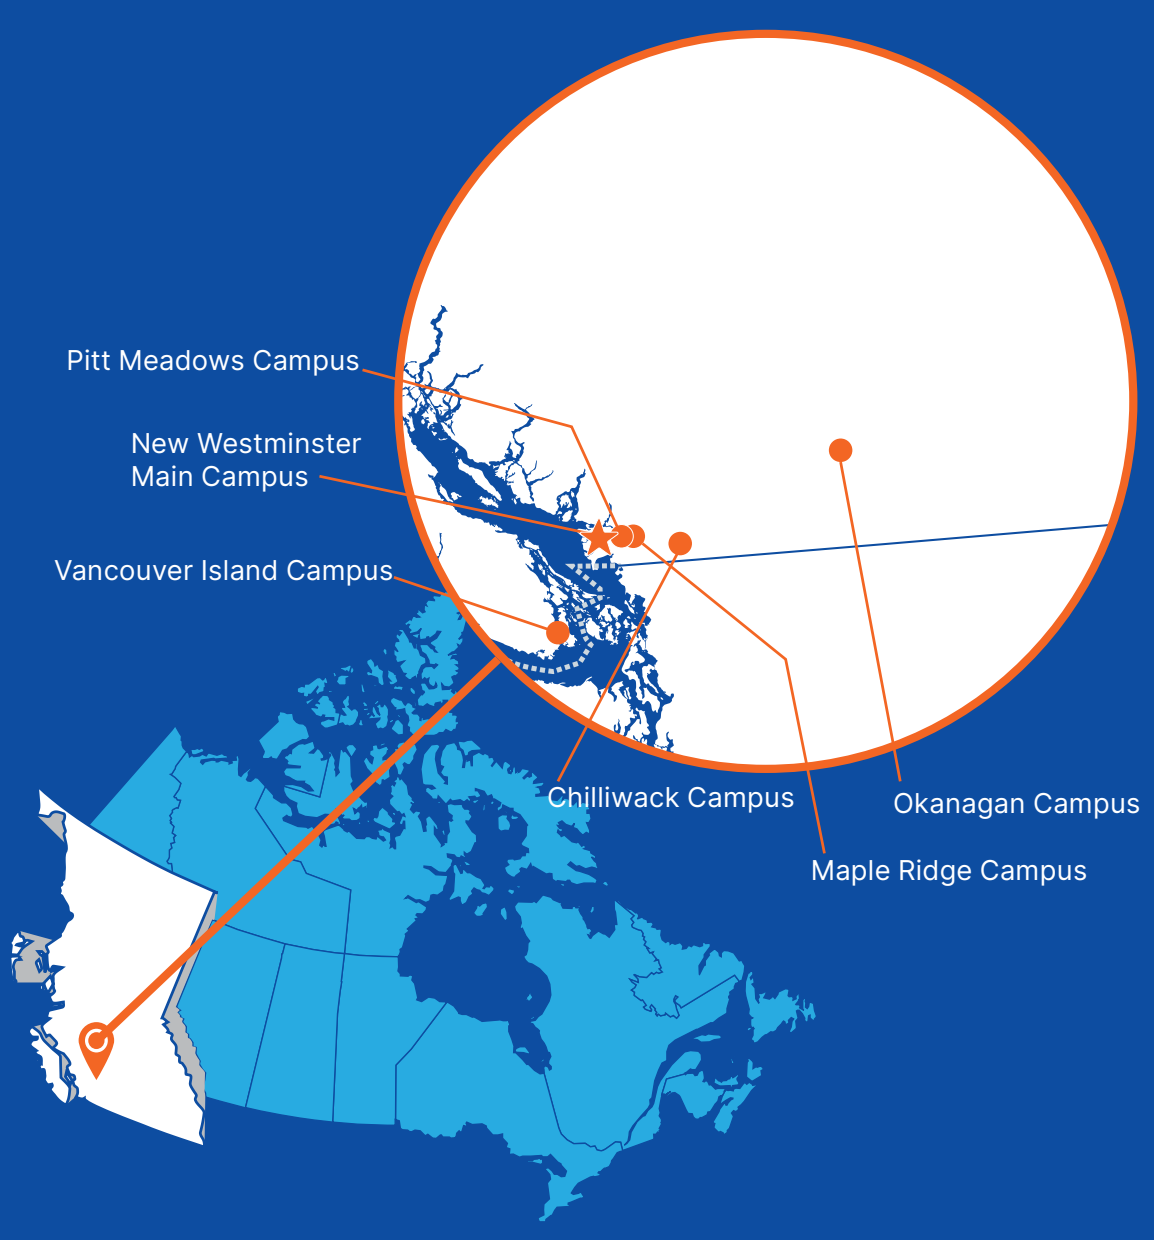 Pitt Meadows Campus
New Westminster
Main Campus
Vancouver Island Campus
Chilliwack Campus
Okanagan Campus
Maple Ridge Campus